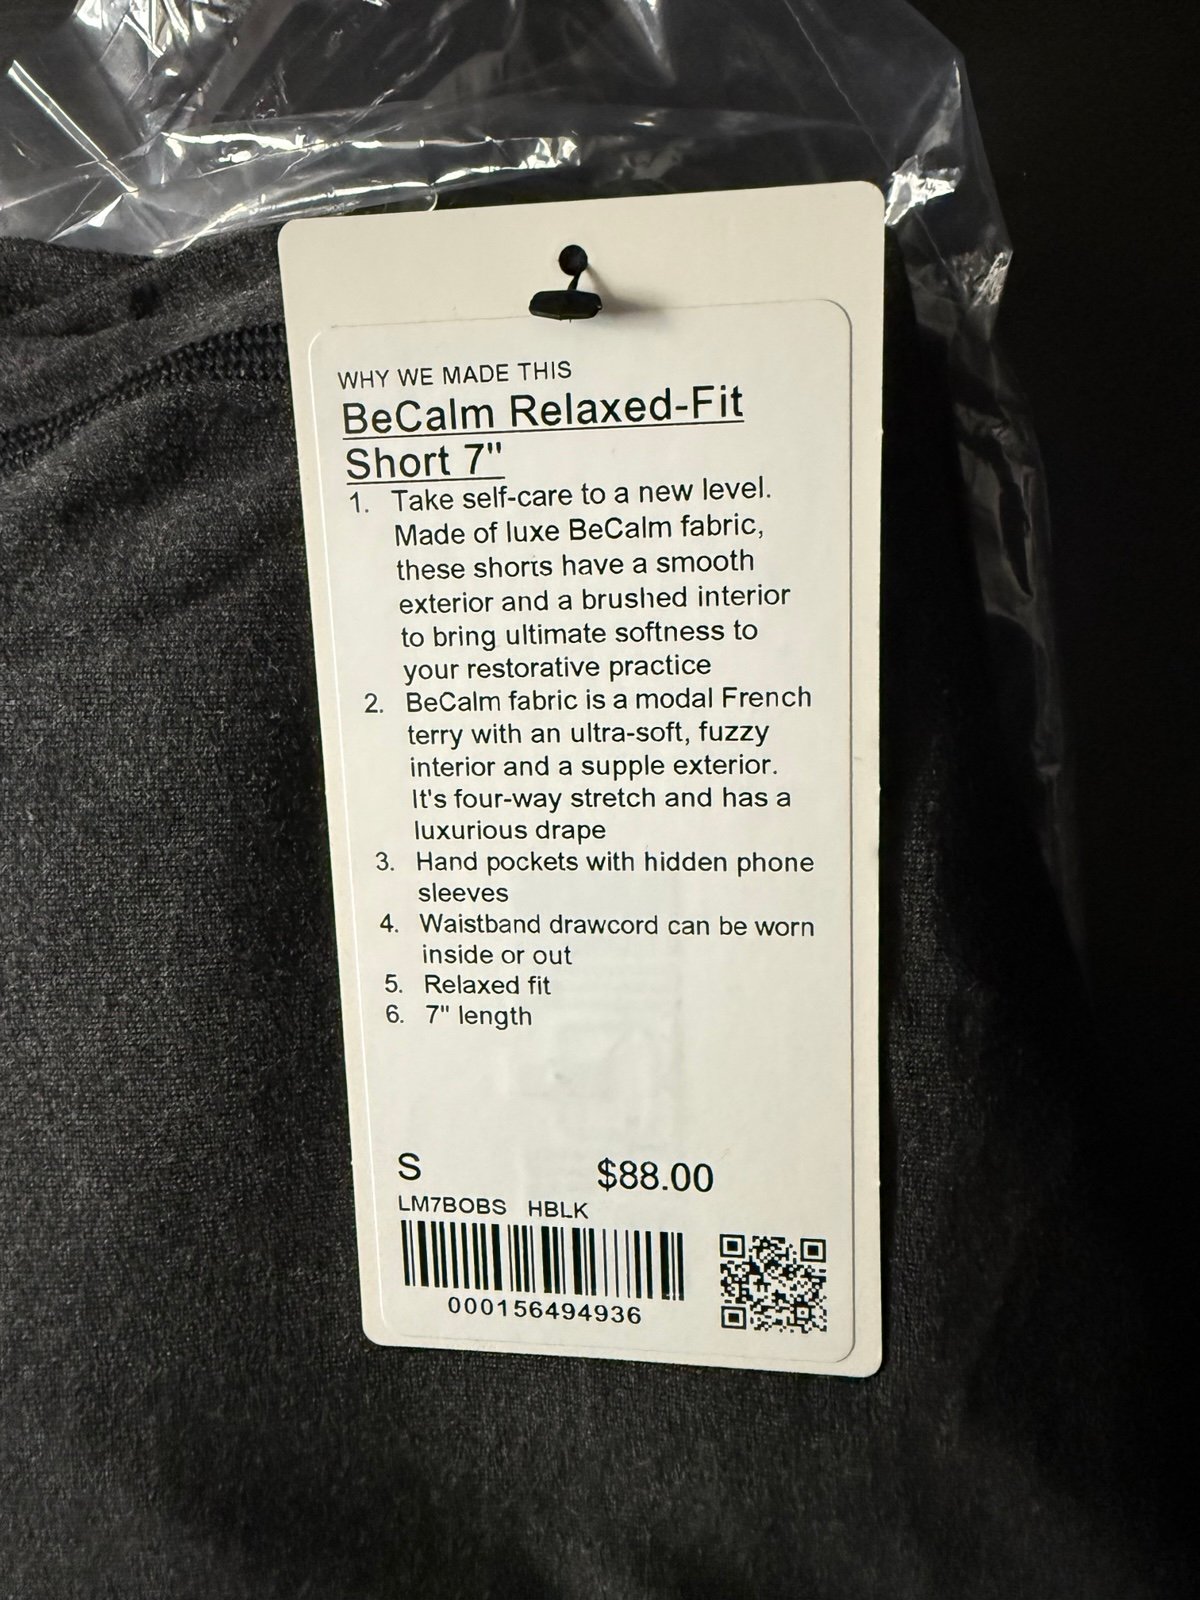 WHY WE MADE THIS
BeCalm Relaxed-Fit
Short 7"
1. Take self-care to a new level.
Made of luxe BeCalm fabric,
these shorts have a smooth
exterior and a brushed interior
to bring ultimate softness to
your restorative practice
2. BeCalm fabric is a modal French
terry with an ultra-soft, fuzzy
interior and a supple exterior.
It's four-way stretch and has a
luxurious drape
3. Hand pockets with hidden phone
sleeves
4. Waistband drawcord can be worn
inside or out
5. Relaxed fit
6. 7" length
S $88.00
LM7BOBS HBLK
000156494936